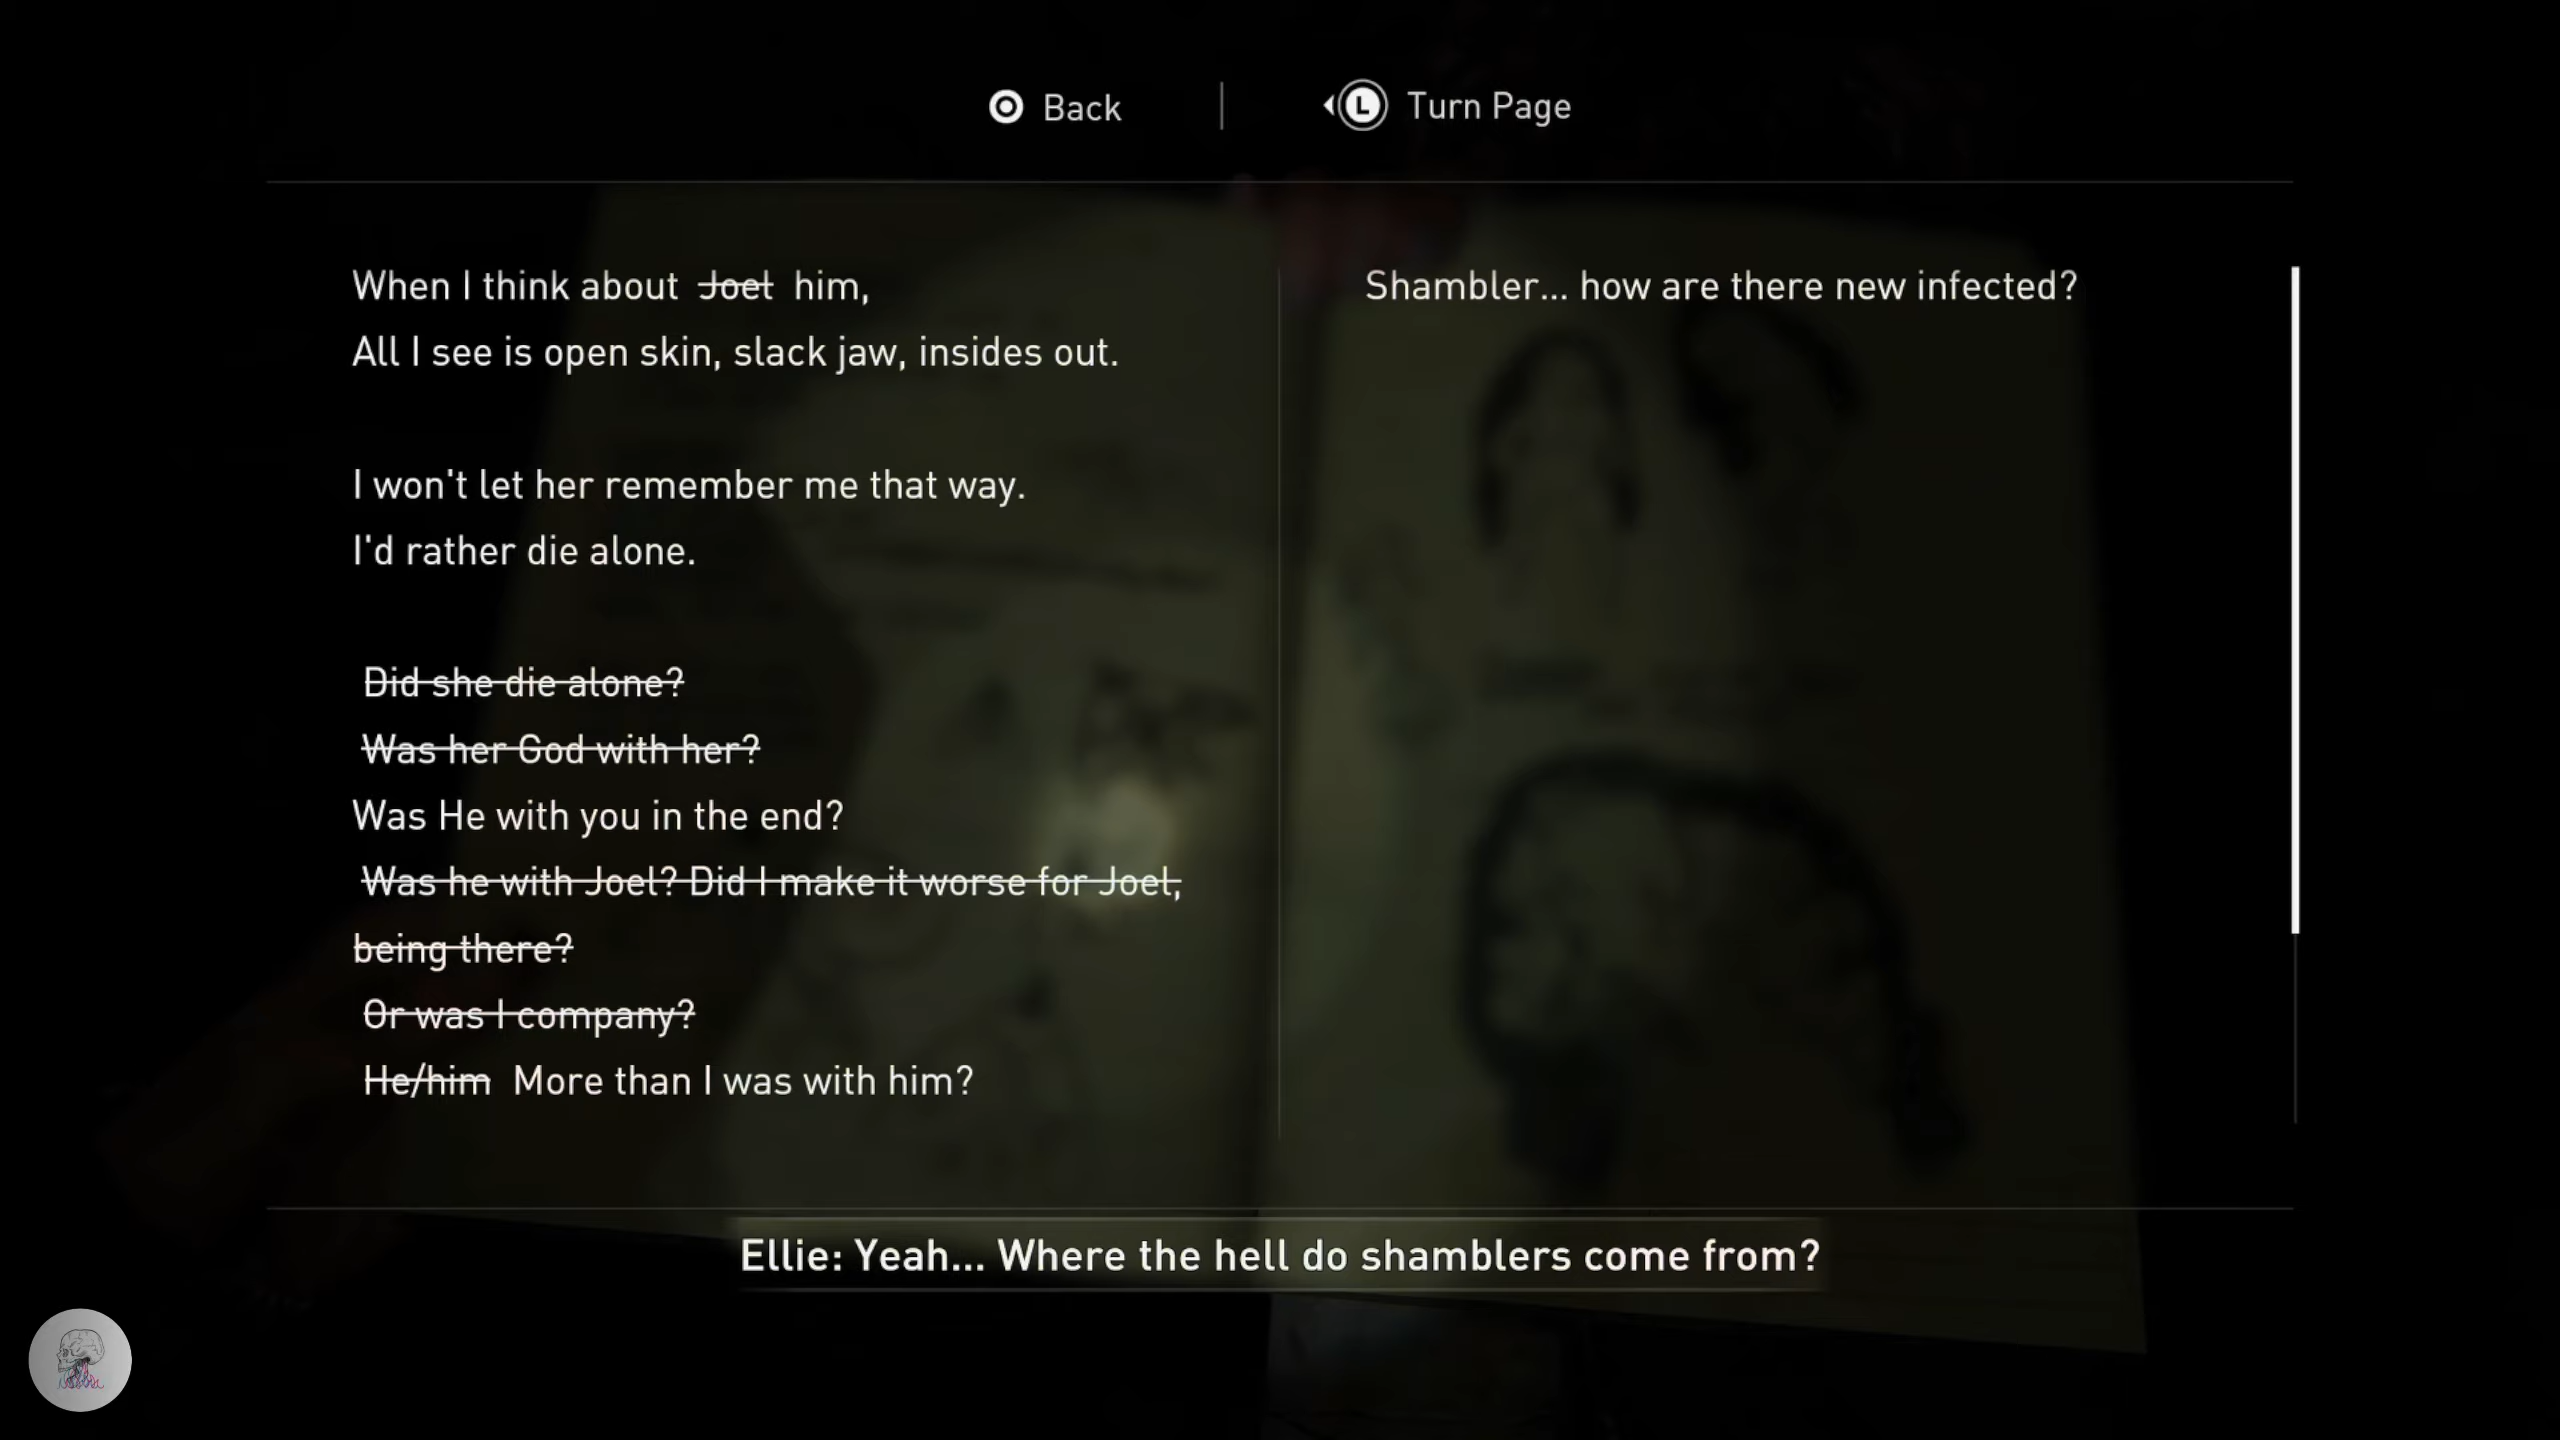 Back
L Turn Page
When I think about Joel him,
All I see is open skin, slack jaw, insides out.
I won't let her remember me that way.
I'd rather die alone.
Did she die alone?
Was her God with her?
Was He with you in the end?
Was he with Joel? Did I make it worse for Joel,
being there?
Or was I company?
He/him More than I was with him?
Shambler... how are there new infected?
Ellie: Yeah... Where the hell do shamblers come from?